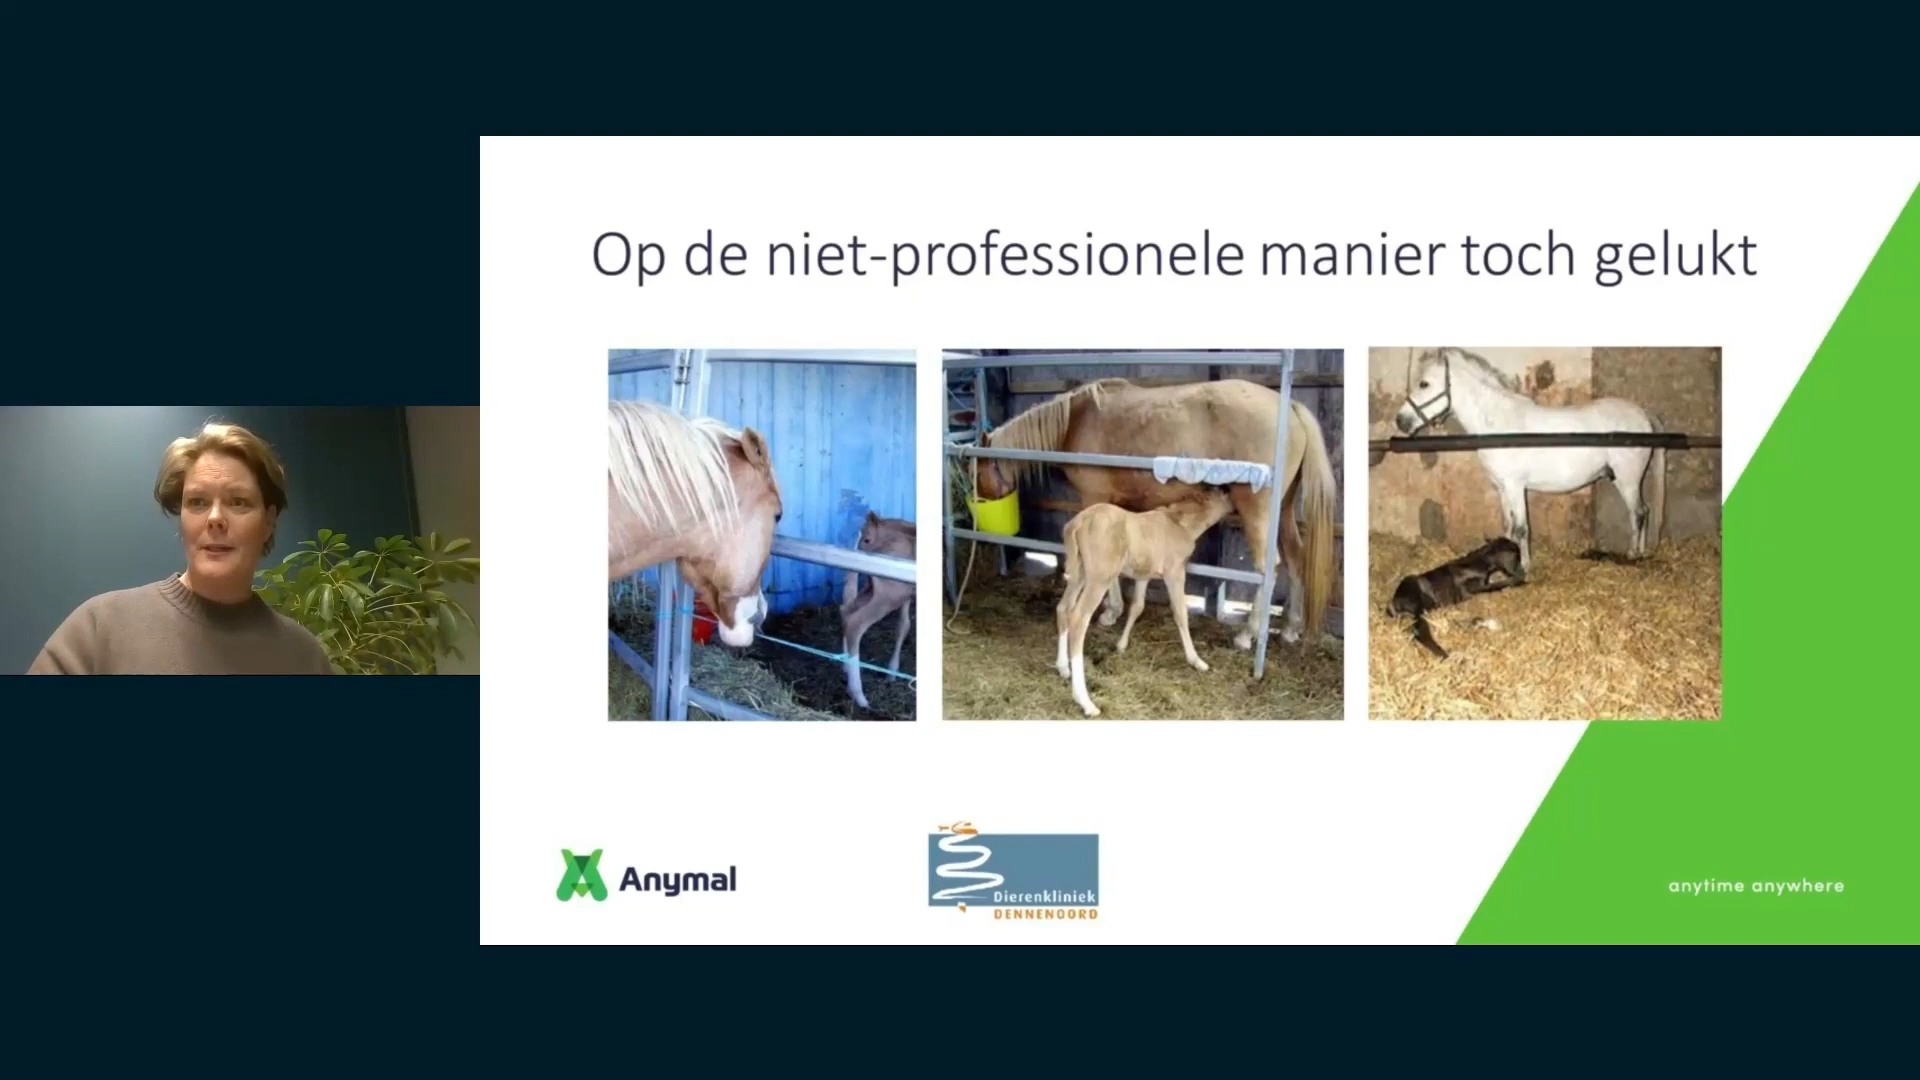 Op de niet-professionele manier toch gelukt
Anymal
Dierenkliniek
DENNENOORD
anytime anywhere